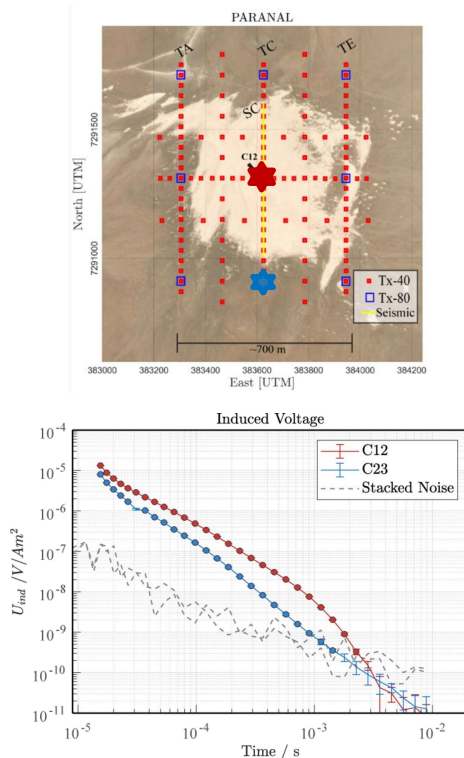 PARANAL
TA
TC
TE
SC
C12
7291500
7291000
North [UTM]
Tx-40
Tx-80
Seismic
~700 m
383000 383200 383400 383600 383800 384000 384200
East [UTM]
Induced Voltage
C12
C23
Stacked Noise
10^-4
10^-5
10^-6
10^-7
10^-8
10^-9
10^-10
10^-11
U_ind /V/Am^2
10^-5 10^-4 10^-3 10^-2
Time / s